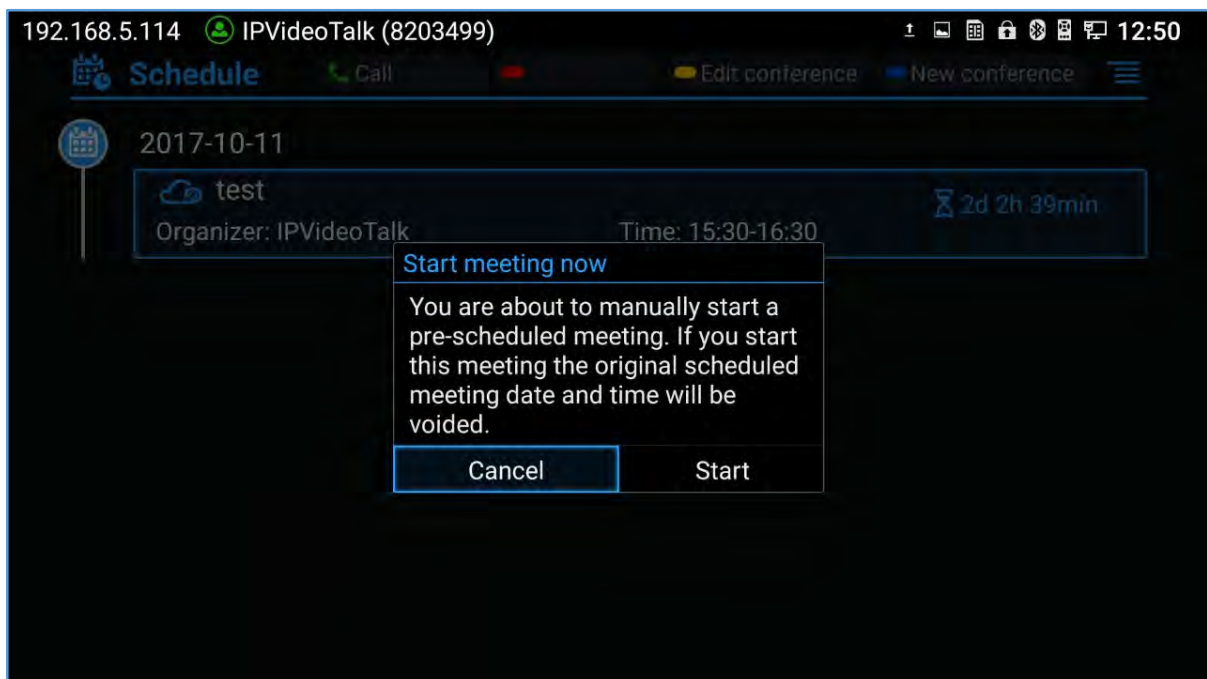 192.168.5.114 IPVideoTalk (8203499) 12:50
Schedule Call Edit conference New conference
2017-10-11
test
2d 2h 39min
Organizer: IPVideoTalk Time: 15:30-16:30
Start meeting now
You are about to manually start a
pre-scheduled meeting. If you start
this meeting the original scheduled
meeting date and time will be
voided.
Cancel Start